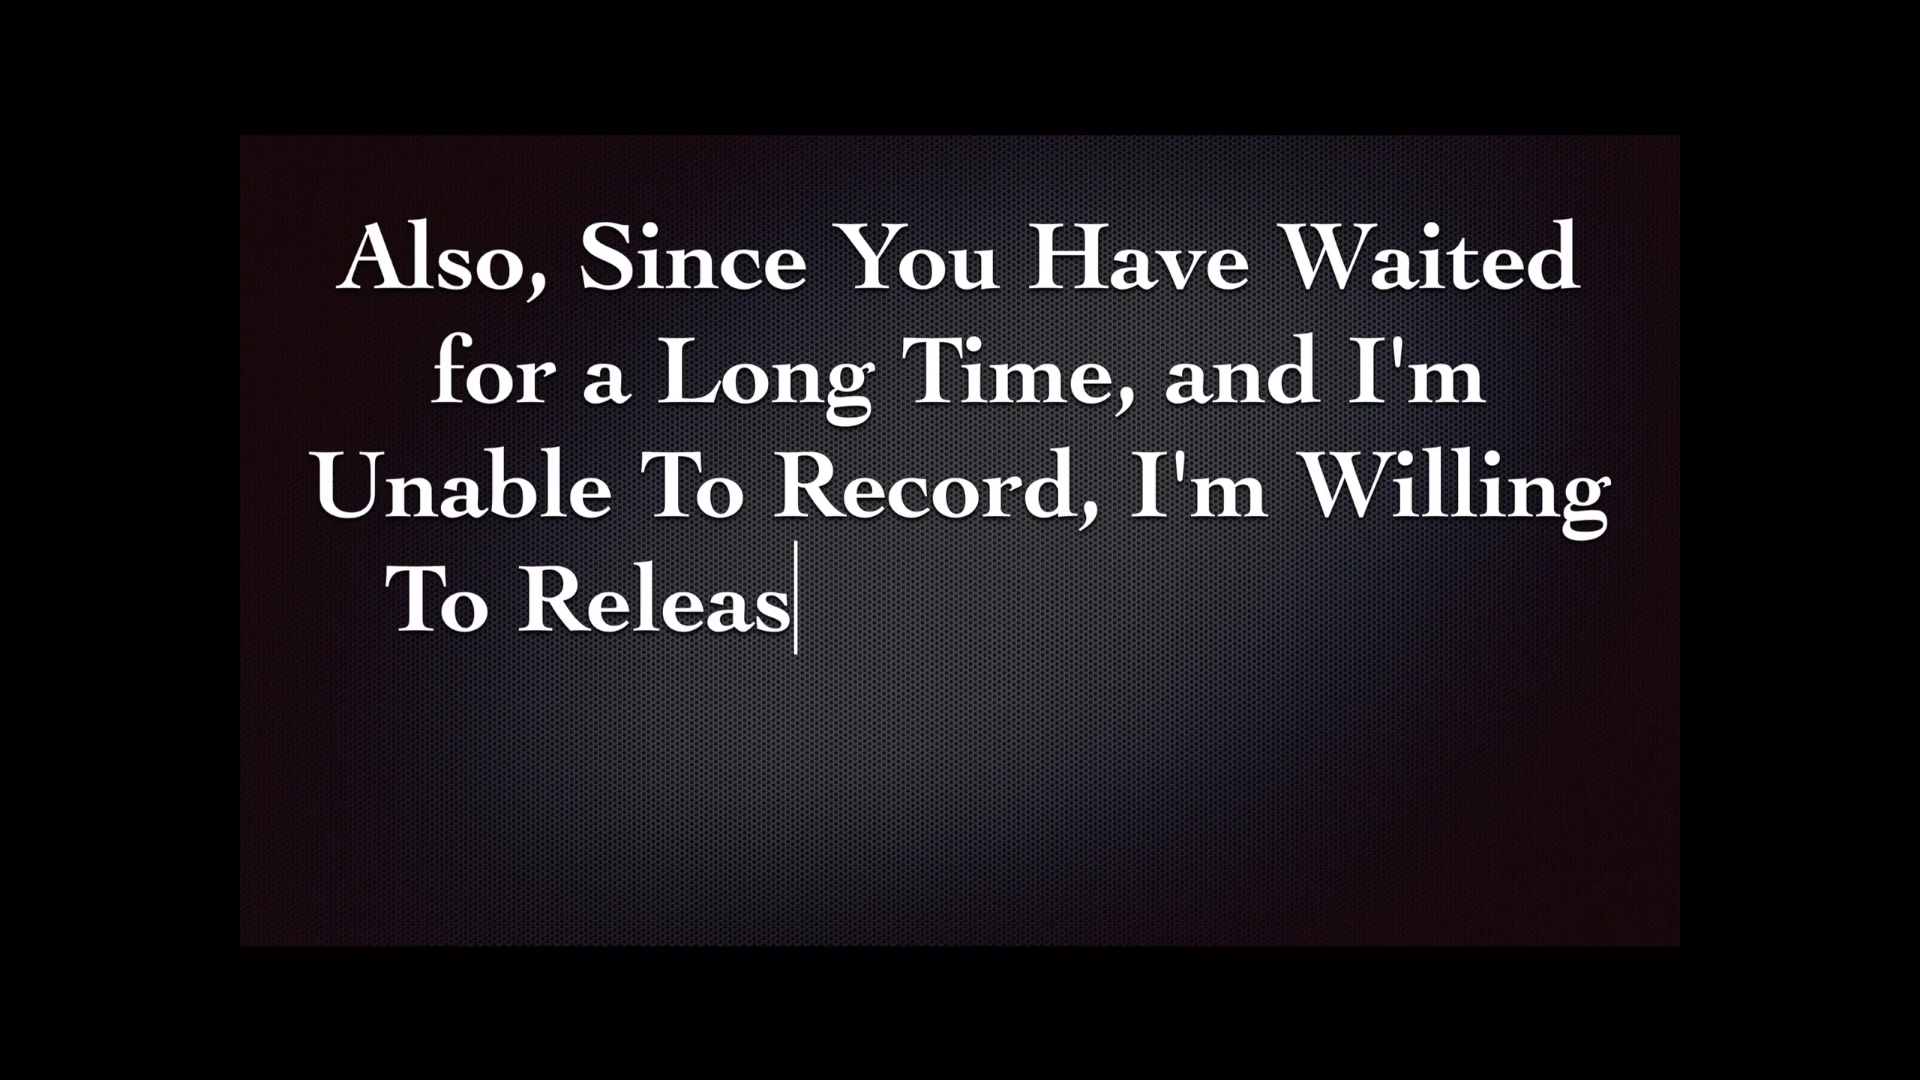 Also, Since You Have Waited
for a Long Time, and I'm
Unable To Record, I'm Willing
To Releas